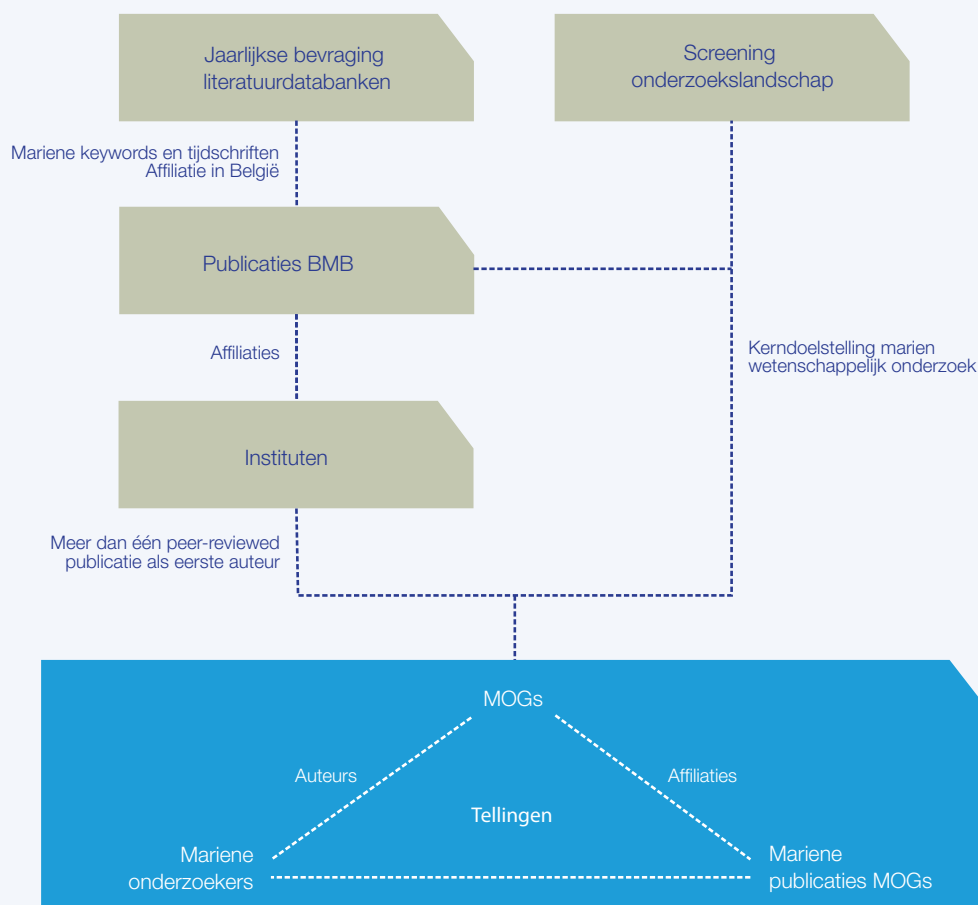 Jaarlijkse bevraging
literatuurdatabanken
Screening
onderzoekslandschap
Mariene keywords en tijdschriften
Affiliatie in België
Publicaties BMB
Affiliaties
Kerndoelstelling marien
wetenschappelijk onderzoek
Instituten
Meer dan één peer-reviewed
publicatie als eerste auteur
MOGs
Auteurs
Affiliaties
Tellingen
Mariene
onderzoekers
Mariene
publicaties MOGs